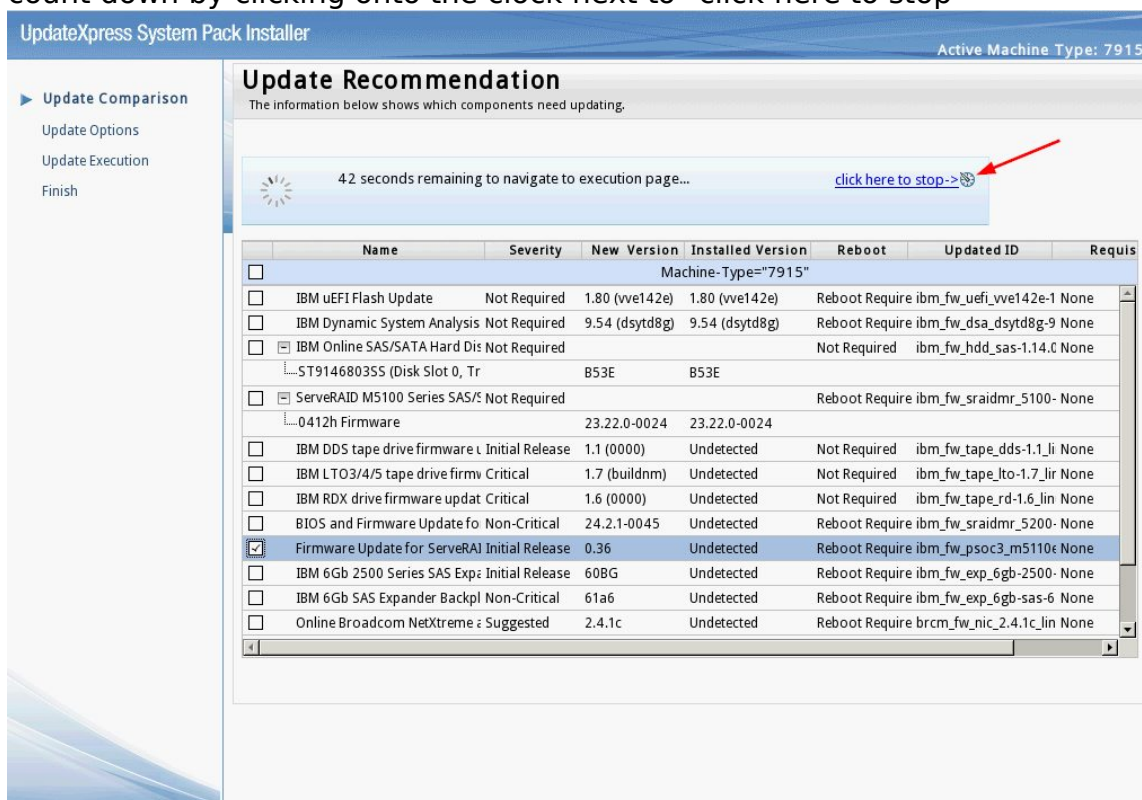 count down by clicking onto the clock next to "click here to stop"
UpdateXpress System Pack Installer
Active Machine Type: 7915
Update Comparison
Update Options
Update Execution
Finish
Update Recommendation
The information below shows which components need updating.
42 seconds remaining to navigate to execution page...
click here to stop->
Name Severity New Version Installed Version Reboot Updated ID Requis
Machine-Type="7915"
IBM uEFI Flash Update Not Required 1.80 (vve142e) 1.80 (vve142e) Reboot Require ibm_fw_uefi_vve142e-1 None
IBM Dynamic System Analysis Not Required 9.54 (dsytd8g) 9.54 (dsytd8g) Reboot Require ibm_fw_dsa_dsytd8g-9 None
IBM Online SAS/SATA Hard Dis Not Required Not Required ibm_fw_hdd_sas-1.14.0 None
ST9146803SS (Disk Slot 0, Tr B53E B53E
ServeRAID M5100 Series SAS/S Not Required Reboot Require ibm_fw_sraidmr_5100- None
0412h Firmware 23.22.0-0024 23.22.0-0024
IBM DDS tape drive firmware u Initial Release 1.1 (0000) Undetected Not Required ibm_fw_tape_dds-1.1_li None
IBM LTO3/4/5 tape drive firmw Critical 1.7 (buildnm) Undetected Not Required ibm_fw_tape_lto-1.7_lin None
IBM RDX drive firmware updat Critical 1.6 (0000) Undetected Not Required ibm_fw_tape_rd-1.6_lin None
BIOS and Firmware Update fo Non-Critical 24.2.1-0045 Undetected Reboot Require ibm_fw_sraidmr_5200- None
Firmware Update for ServeRAI Initial Release 0.36 Undetected Reboot Require ibm_fw_psoc3_m5110e None
IBM 6Gb 2500 Series SAS Expa Initial Release 60BG Undetected Reboot Require ibm_fw_exp_6gb-2500- None
IBM 6Gb SAS Expander Backpl Non-Critical 61a6 Undetected Reboot Require ibm_fw_exp_6gb-sas-6 None
Online Broadcom NetXtreme a Suggested 2.4.1c Undetected Reboot Require brcm_fw_nic_2.4.1c_lin None